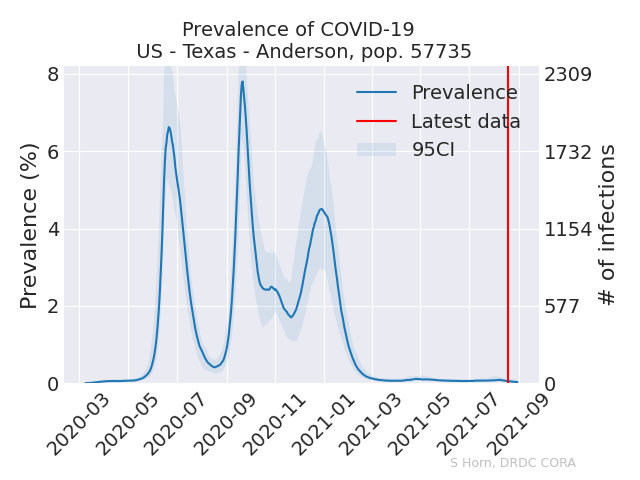 Prevalence of COVID-19
US - Texas - Anderson, pop. 57735
8
6
4
2
0
Prevalence (%)
2309
1732
1154
577
0
# of infections
Prevalence
Latest data
95CI
2020-03
2020-05
2020-07
2020-09
2020-11
2021-01
2021-03
2021-05
2021-07
2021-09
S Horn, DRDC CORA